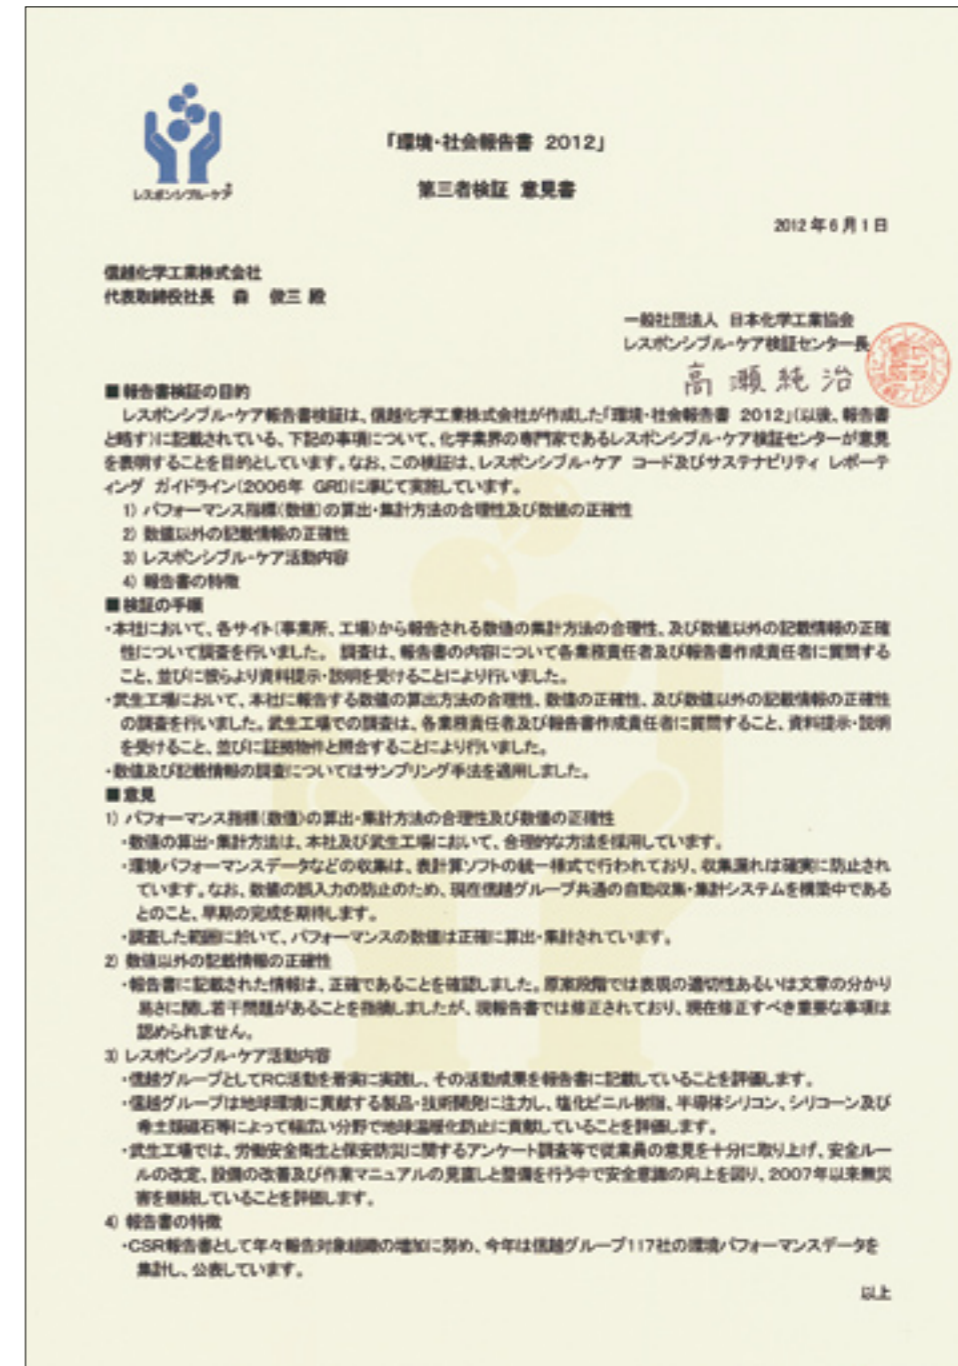 レスポンシブル・ケア
「環境・社会報告書 2012」
第三者検証 意見書
2012年6月1日
信越化学工業株式会社
代表取締役社長 森 俊三 殿
一般社団法人 日本化学工業協会
レスポンシブル・ケア検証センター長
高瀬純治
■報告書検証の目的
レスポンシブル・ケア報告書検証は、信越化学工業株式会社が作成した「環境・社会報告書 2012」(以後、報告書
と略す)に記載されている、下記の事項について、化学業界の専門家であるレスポンシブル・ケア検証センターが意見
を表明することを目的としています。なお、この検証は、レスポンシブル・ケア コード及びサステナビリティ レポーテ
ィング ガイドライン(2006年 GRI)に準じて実施しています。
1) パフォーマンス指標(数値)の算出・集計方法の合理性及び数値の正確性
2) 数値以外の記載情報の正確性
3) レスポンシブル・ケア活動内容
4) 報告書の特徴
■検証の手順
・本社において、各サイト(事業所、工場)から報告される数値の集計方法の合理性、及び数値以外の記載情報の正確
性について調査を行いました。 調査は、報告書の内容について各業務責任者及び報告書作成責任者に質問する
こと、並びに彼らより資料提示・説明を受けることにより行いました。
・武生工場において、本社に報告する数値の算出方法の合理性、数値の正確性、及び数値以外の記載情報の正確性
の調査を行いました。武生工場での調査は、各業務責任者及び報告書作成責任者に質問すること、資料提示・説明
を受けること、並びに証拠物件と照合することにより行いました。
・数値及び記載情報の調査についてはサンプリング手法を適用しました。
■意見
1) パフォーマンス指標(数値)の算出・集計方法の合理性及び数値の正確性
・数値の算出・集計方法は、本社及び武生工場において、合理的な方法を採用しています。
・環境パフォーマンスデータなどの収集は、表計算ソフトの統一様式で行われており、収集漏れは確実に防止され
ています。なお、数値の誤入力の防止のため、現在信越グループ共通の自動収集・集計システムを構築中である
とのこと、早期の完成を期待します。
・調査した範囲に於いて、パフォーマンスの数値は正確に算出・集計されています。
2) 数値以外の記載情報の正確性
・報告書に記載された情報は、正確であることを確認しました。原案段階では表現の適切性あるいは文章の分かり
易さに関し若干問題があることを指摘しましたが、現報告書では修正されており、現在修正すべき重要な事項は
認められません。
3) レスポンシブル・ケア活動内容
・信越グループとしてRC活動を着実に実践し、その活動成果を報告書に記載していることを評価します。
・信越グループは地球環境に貢献する製品・技術開発に注力し、塩化ビニル樹脂、半導体シリコン、シリコーン及び
希土類磁石等によって幅広い分野で地球温暖化防止に貢献していることを評価します。
・武生工場では、労働安全衛生と保安防災に関するアンケート調査等で従業員の意見を十分に取り上げ、安全ルー
ルの改定、設備の改善及び作業マニュアルの見直しと整備を行う中で安全意識の向上を図り、2007年以来無災
害を継続していることを評価します。
4) 報告書の特徴
・CSR報告書として年々報告対象組織の増加に努め、今年は信越グループ117社の環境パフォーマンスデータを
集計し、公表しています。
以上